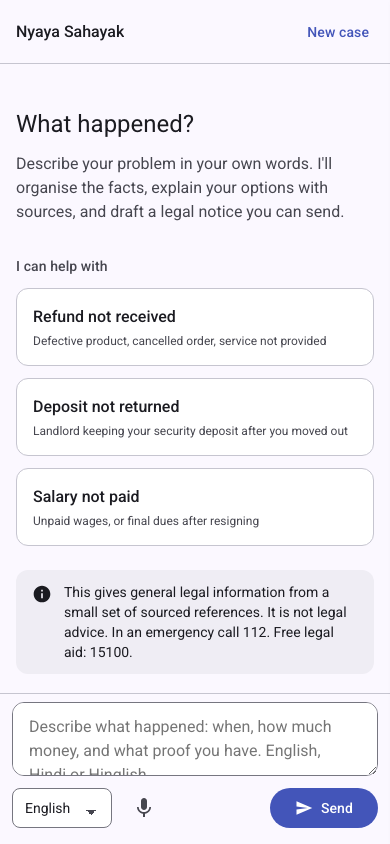 Nyaya Sahayak
New case
What happened?
Describe your problem in your own words. I'll
organise the facts, explain your options with
sources, and draft a legal notice you can send.
I can help with
Refund not received
Defective product, cancelled order, service not provided
Deposit not returned
Landlord keeping your security deposit after you moved out
Salary not paid
Unpaid wages, or final dues after resigning
This gives general legal information from a
small set of sourced references. It is not legal
advice. In an emergency call 112. Free legal
aid: 15100.
Describe what happened: when, how much
money, and what proof you have. English,
Hindi or Hinglish
English
Send